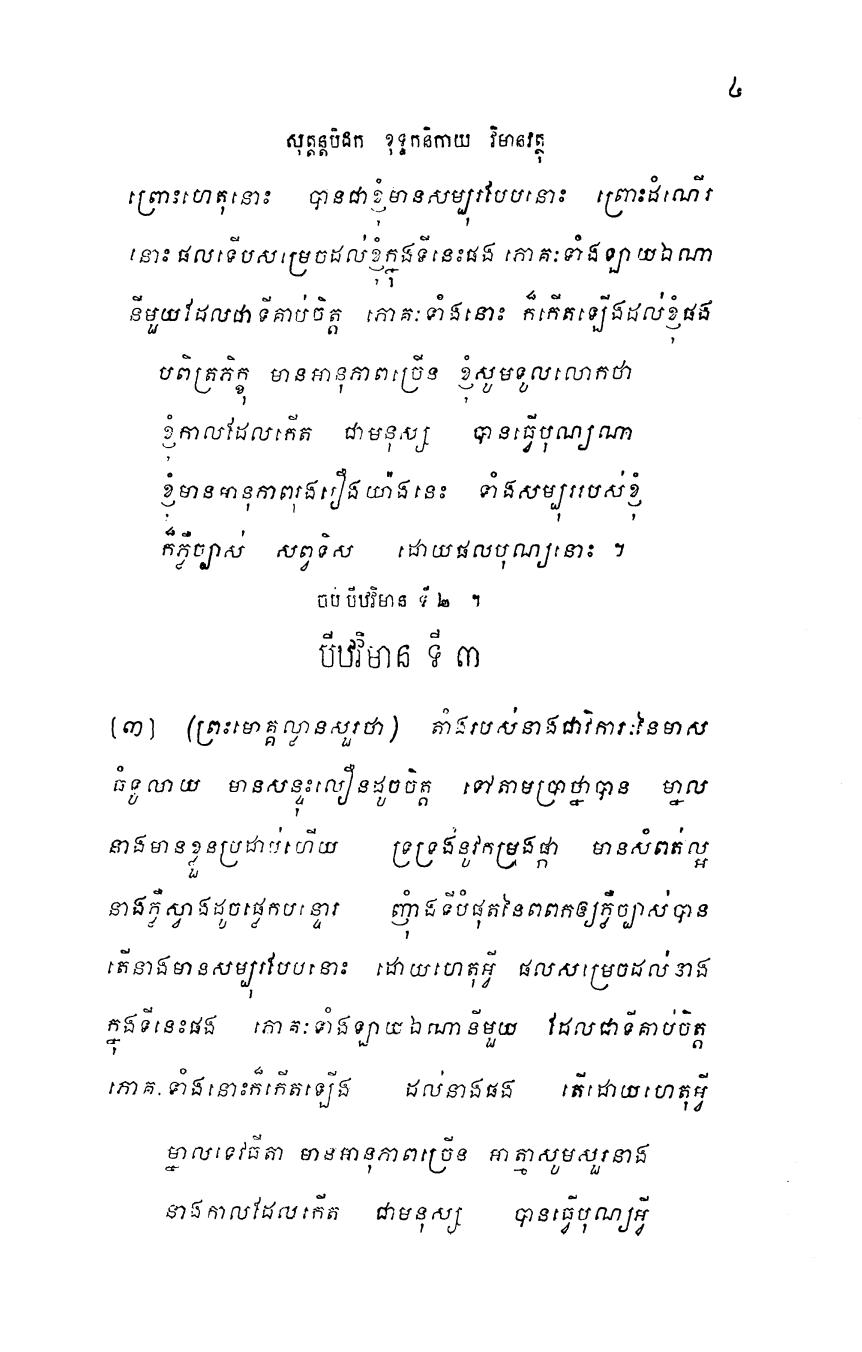 ៤
សុត្តន្តបិដក ខុទ្ទកនិកាយ វិមានវត្ថុ
ព្រោះហេតុនោះ បានជាខ្ញុំមានសម្បុរបែបនោះ ព្រោះដំណើរ
នោះ ផលទើបសម្រេចដល់ខ្ញុំក្នុងទីនេះផង ភោគៈទាំងឡាយឯណា
នីមួយដែលជាទីគាប់ចិត្ត ភោគៈទាំងនោះ ក៏កើតឡើងដល់ខ្ញុំផង
បពិត្រភិក្ខុ មានអានុភាពច្រើន ខ្ញុំសូមទូលលោកថា
ខ្ញុំកាលដែលកើត ជាមនុស្ស បានធ្វើបុណ្យណា
ខ្ញុំមានអានុភាពរុងរឿងយ៉ាងនេះ ទាំងសម្បុររបស់ខ្ញុំ
ក៏ភ្លឺច្បាស់ សព្វទិស ដោយផលបុណ្យនោះ ។
ចប់ បីឋវិមាន ទី ២ ។
បីឋវិមាន ទី ៣
(៣) (ព្រះមោគ្គល្លានសួរថា) តាំងរបស់នាងជាវិការៈនៃមាស
ធំទូលាយ មានសន្ទុះលឿនដូចចិត្ត ទៅតាមប្រាថ្នាបាន ម្នាល
នាងមានខ្លួនប្រដាប់ហើយ ទ្រទ្រង់នូវកម្រងផ្កា មានសំពត់ល្អ
នាងភ្លឺស្វាងដូចផ្លេកបន្ទោរ ញុំាងទីបំផុតនៃពពកឲ្យភ្លឺច្បាស់បាន
តើនាងមានសម្បុរបែបនោះ ដោយហេតុអ្វី ផលសម្រេចដល់នាង
ក្នុងទីនេះផង ភោគៈទាំងឡាយឯណានីមួយ ដែលជាទីគាប់ចិត្ត
ភោគៈទាំងនោះក៏កើតឡើង ដល់នាងផង តើដោយហេតុអ្វី
ម្នាលទេវធីតា មានអានុភាពច្រើន អាត្មាសូមសួរនាង
នាងកាលដែលកើត ជាមនុស្ស បានធ្វើបុណ្យអ្វី